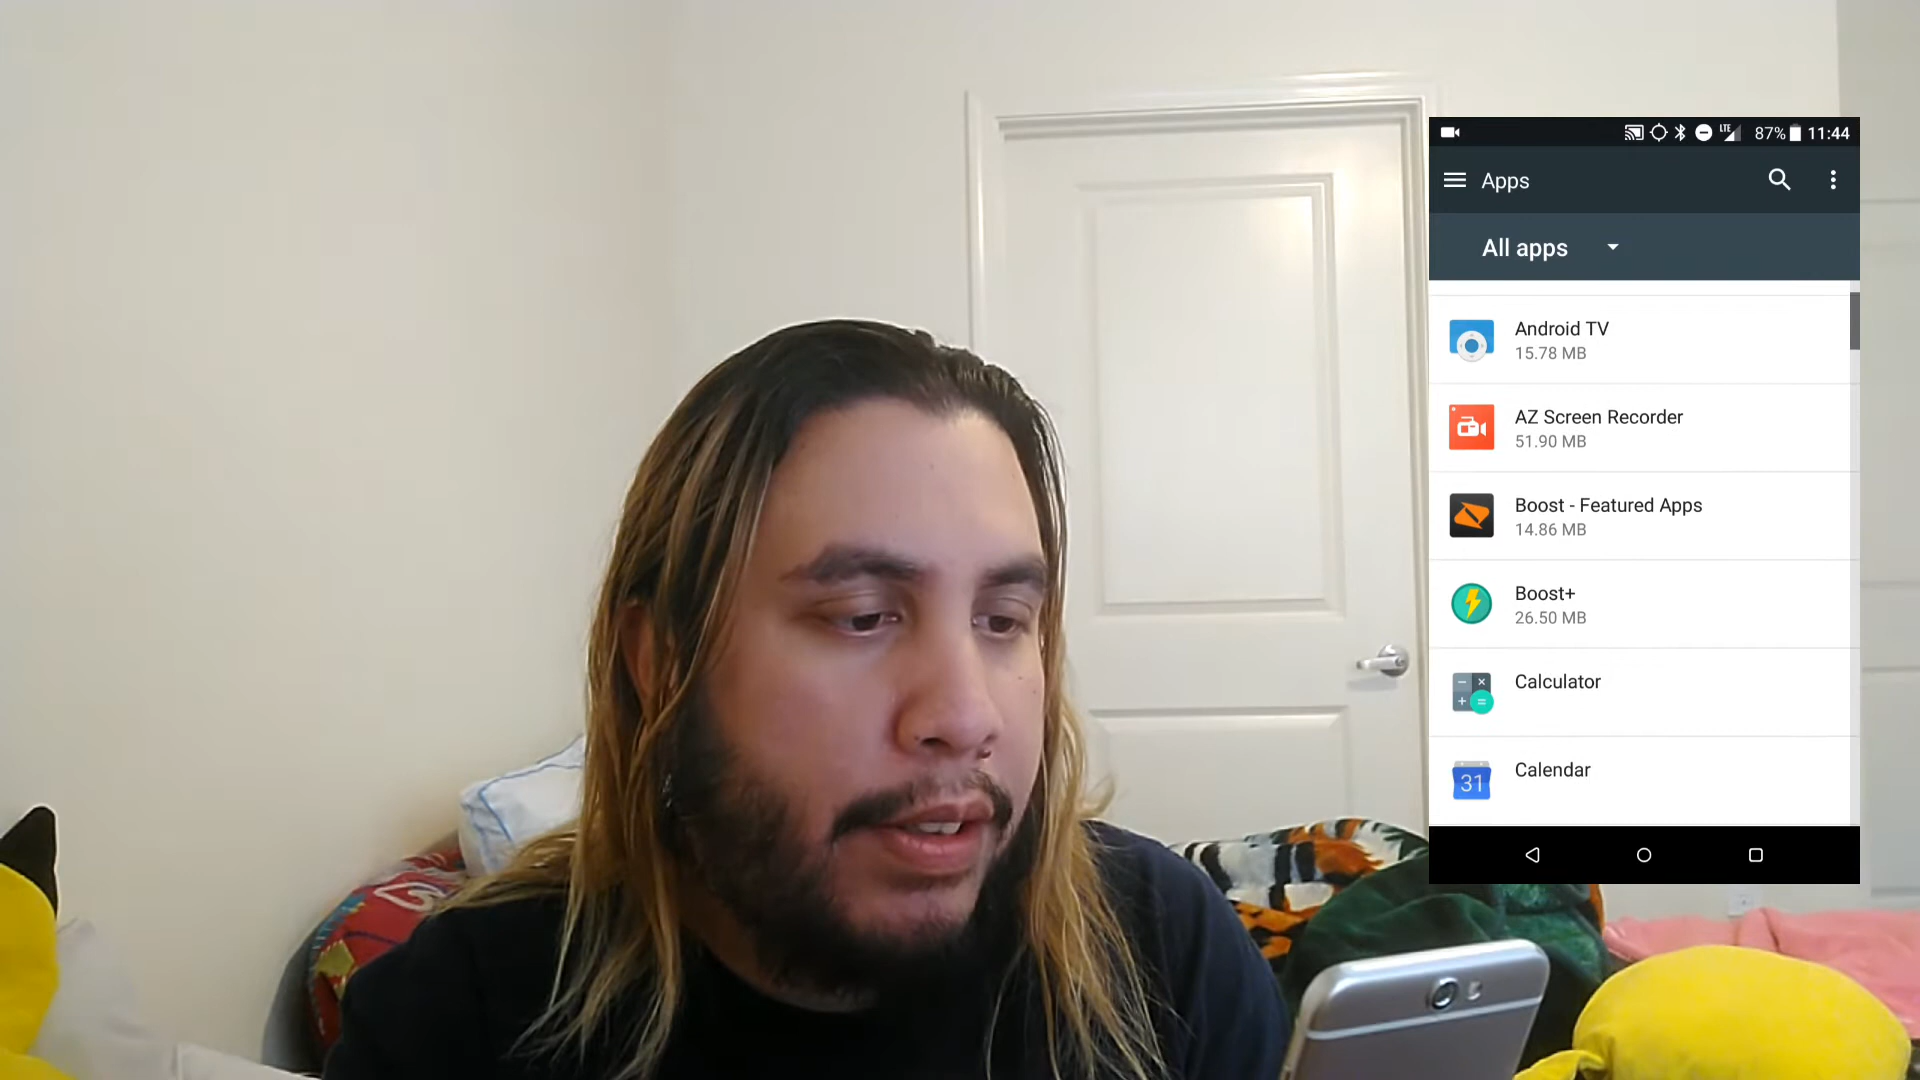 LTE 87% 11:44
Apps
All apps
Android TV
15.78 MB
AZ Screen Recorder
51.90 MB
Boost - Featured Apps
14.86 MB
Boost+
26.50 MB
Calculator
Calendar
31